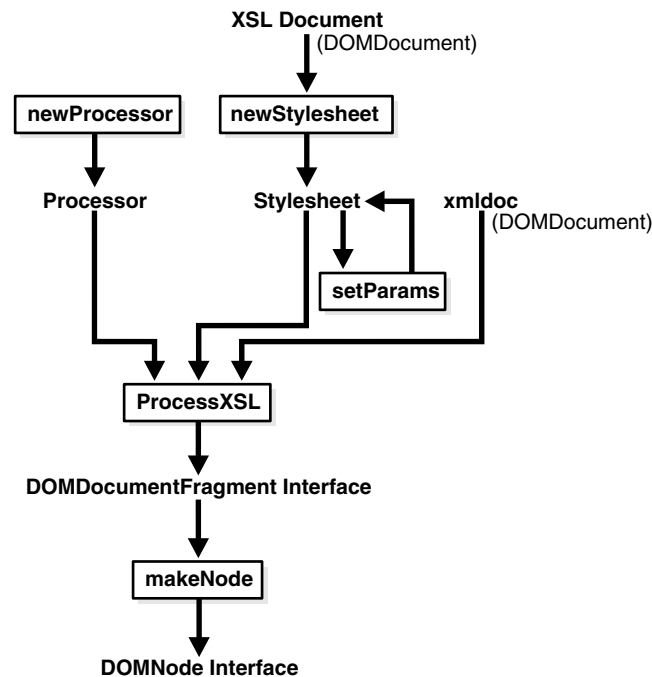 XSL Document
(DOMDocument)
newProcessor
newStylesheet
Processor
Stylesheet
xmldoc
(DOMDocument)
setParams
ProcessXSL
DOMDocumentFragment Interface
makeNode
DOMNode Interface